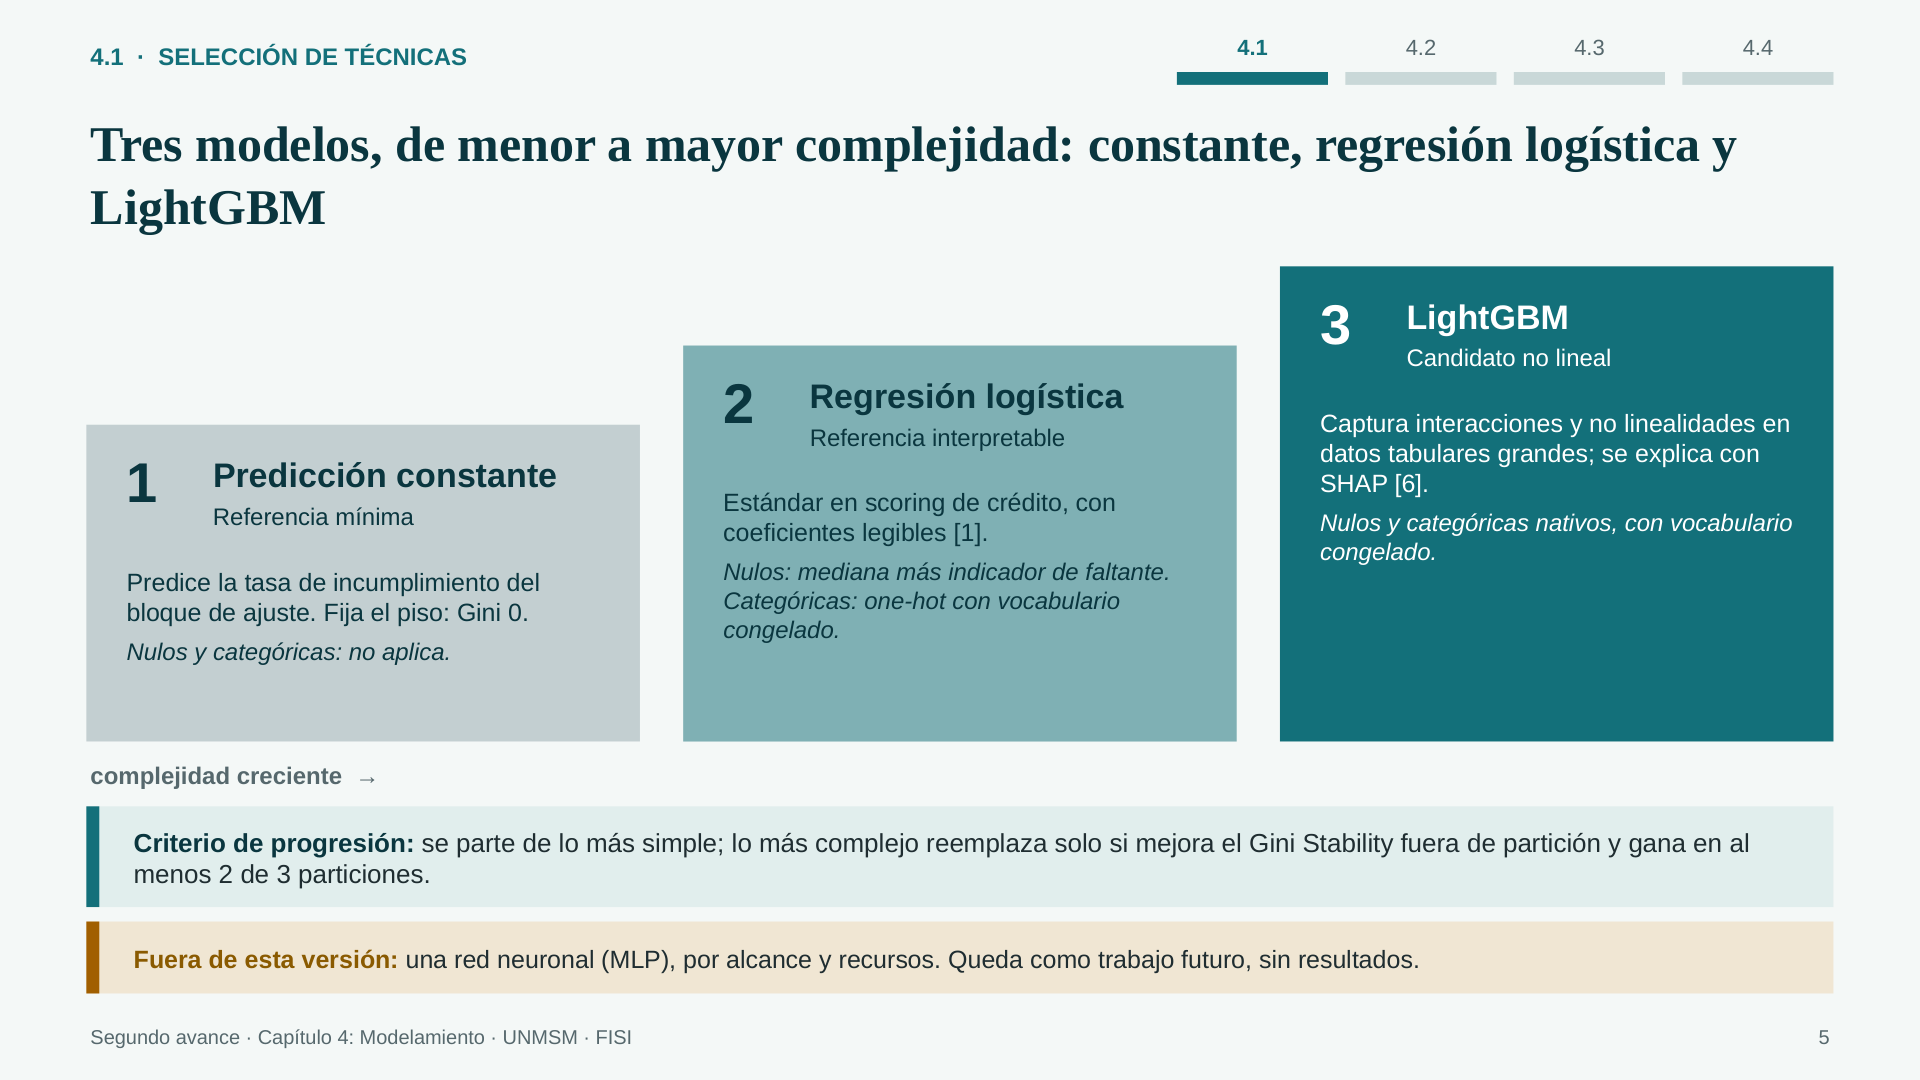 4.1 · SELECCIÓN DE TÉCNICAS
4.1 4.2 4.3 4.4
Tres modelos, de menor a mayor complejidad: constante, regresión logística y
LightGBM
1
Predicción constante
Referencia mínima
Predice la tasa de incumplimiento del
bloque de ajuste. Fija el piso: Gini 0.
Nulos y categóricas: no aplica.
2
Regresión logística
Referencia interpretable
Estándar en scoring de crédito, con
coeficientes legibles [1].
Nulos: mediana más indicador de faltante.
Categóricas: one-hot con vocabulario
congelado.
3
LightGBM
Candidato no lineal
Captura interacciones y no linealidades en
datos tabulares grandes; se explica con
SHAP [6].
Nulos y categóricas nativos, con vocabulario
congelado.
complejidad creciente →
Criterio de progresión: se parte de lo más simple; lo más complejo reemplaza solo si mejora el Gini Stability fuera de partición y gana en al
menos 2 de 3 particiones.
Fuera de esta versión: una red neuronal (MLP), por alcance y recursos. Queda como trabajo futuro, sin resultados.
Segundo avance · Capítulo 4: Modelamiento · UNMSM · FISI
5